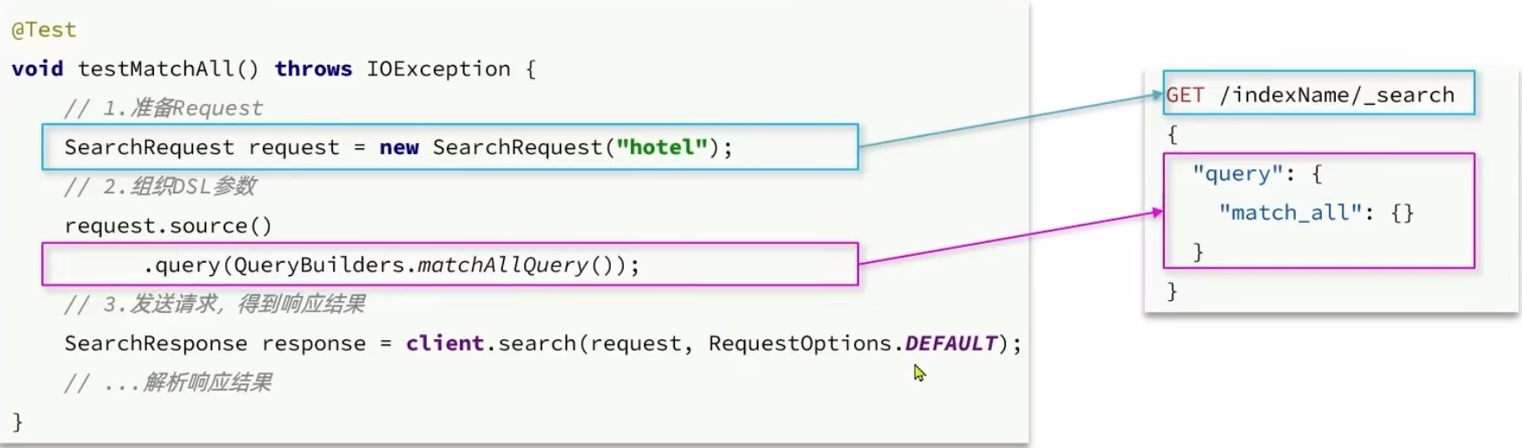 @Test
void testMatchAll() throws IOException {
// 1.准备Request
SearchRequest request = new SearchRequest("hotel");
// 2.组织DSL参数
request.source()
.query(QueryBuilders.matchAllQuery());
// 3.发送请求，得到响应结果
SearchResponse response = client.search(request, RequestOptions.DEFAULT);
// ...解析响应结果
}
GET /indexName/_search
{
"query": {
"match_all": {}
}
}